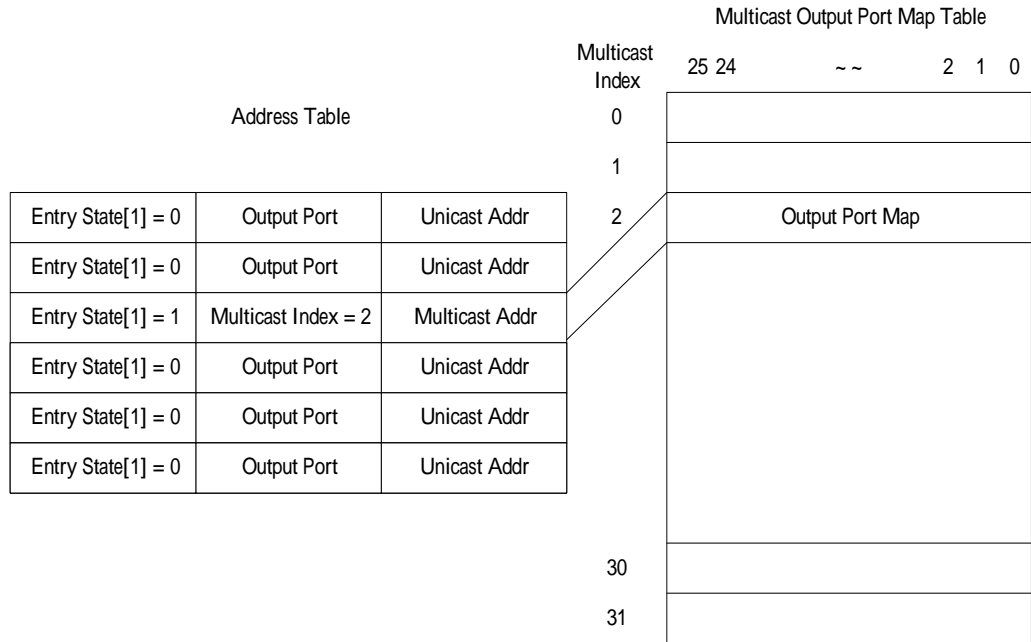 Multicast Output Port Map Table
Multicast Index
25 24 ~ ~ 2 1 0
Address Table
0
1
2 Output Port Map
Entry State[1] = 0 Output Port Unicast Addr
Entry State[1] = 0 Output Port Unicast Addr
Entry State[1] = 1 Multicast Index = 2 Multicast Addr
Entry State[1] = 0 Output Port Unicast Addr
Entry State[1] = 0 Output Port Unicast Addr
Entry State[1] = 0 Output Port Unicast Addr
30
31